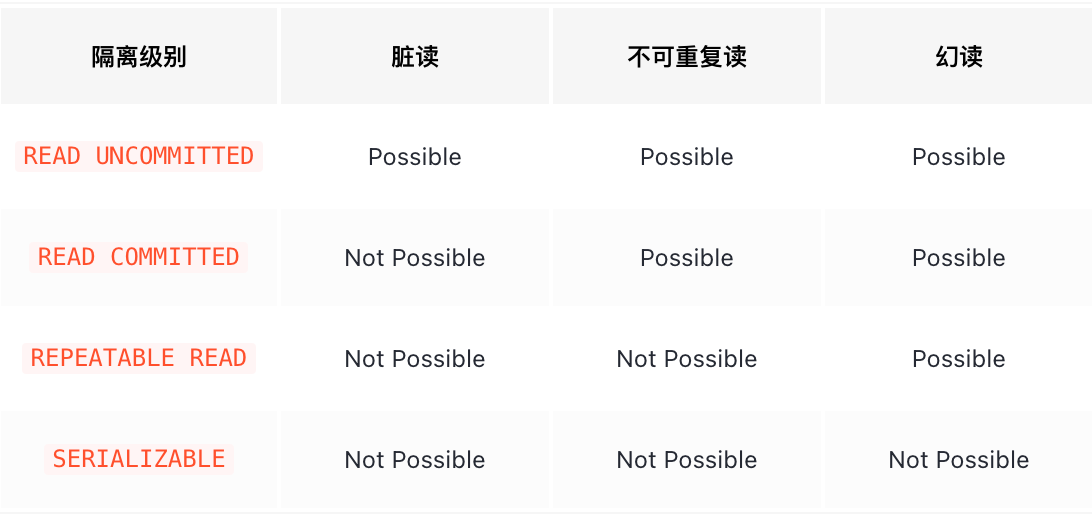 隔离级别 脏读 不可重复读 幻读
READ UNCOMMITTED Possible Possible Possible
READ COMMITTED Not Possible Possible Possible
REPEATABLE READ Not Possible Not Possible Possible
SERIALIZABLE Not Possible Not Possible Not Possible